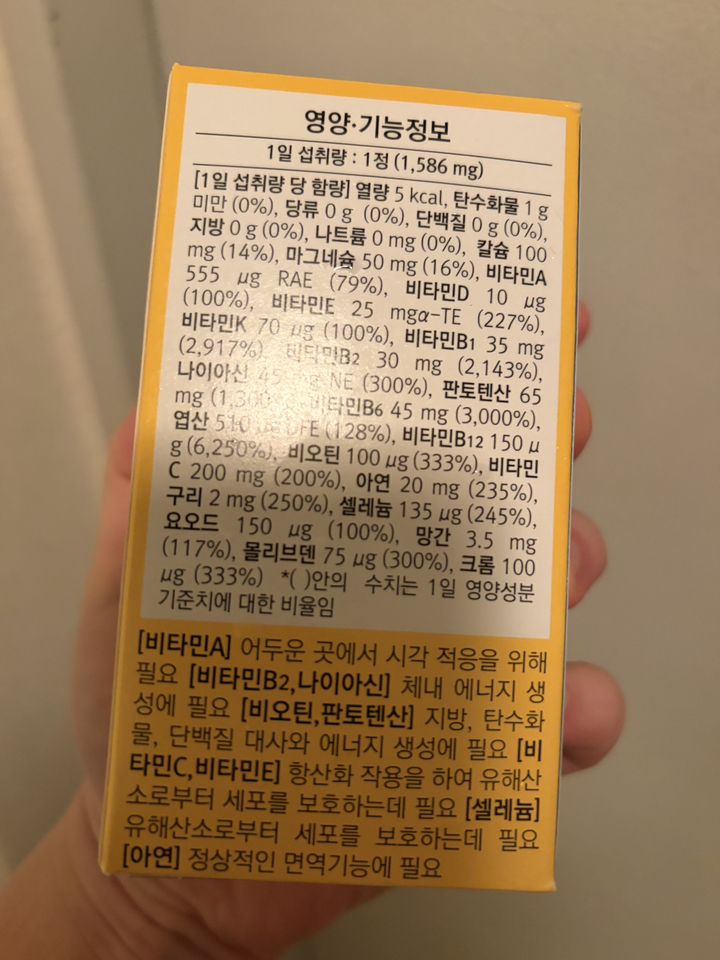 영양·기능정보
1일 섭취량 : 1정 (1,586 mg)
[1일 섭취량 당 함량] 열량 5 kcal, 탄수화물 1 g
미만 (0%), 당류 0 g (0%), 단백질 0 g (0%),
지방 0 g (0%), 나트륨 0 mg (0%), 칼슘 100
mg (14%), 마그네슘 50 mg (16%), 비타민A
555 µg RAE (79%), 비타민D 10 µg
(100%), 비타민E 25 mgα-TE (227%),
비타민K 70 µg (100%), 비타민B1 35 mg
(2,917%), 비타민B2 30 mg (2,143%),
나이아신 45 mg NE (300%), 판토텐산 65
mg (1,300%), 비타민B6 45 mg (3,000%),
엽산 510 µg DFE (128%), 비타민B12 150 µ
g (6,250%), 비오틴 100 µg (333%), 비타민
C 200 mg (200%), 아연 20 mg (235%),
구리 2 mg (250%), 셀레늄 135 µg (245%),
요오드 150 µg (100%), 망간 3.5 mg
(117%), 몰리브덴 75 µg (300%), 크롬 100
µg (333%) *( )안의 수치는 1일 영양성분
기준치에 대한 비율임
[비타민A] 어두운 곳에서 시각 적응을 위해
필요 [비타민B2,나이아신] 체내 에너지 생
성에 필요 [비오틴,판토텐산] 지방, 탄수화
물, 단백질 대사와 에너지 생성에 필요 [비
타민C,비타민E] 항산화 작용을 하여 유해산
소로부터 세포를 보호하는데 필요 [셀레늄]
유해산소로부터 세포를 보호하는데 필요
[아연] 정상적인 면역기능에 필요